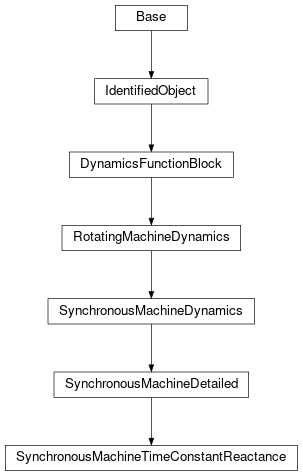 Base
IdentifiedObject
DynamicsFunctionBlock
RotatingMachineDynamics
SynchronousMachineDynamics
SynchronousMachineDetailed
SynchronousMachineTimeConstantReactance